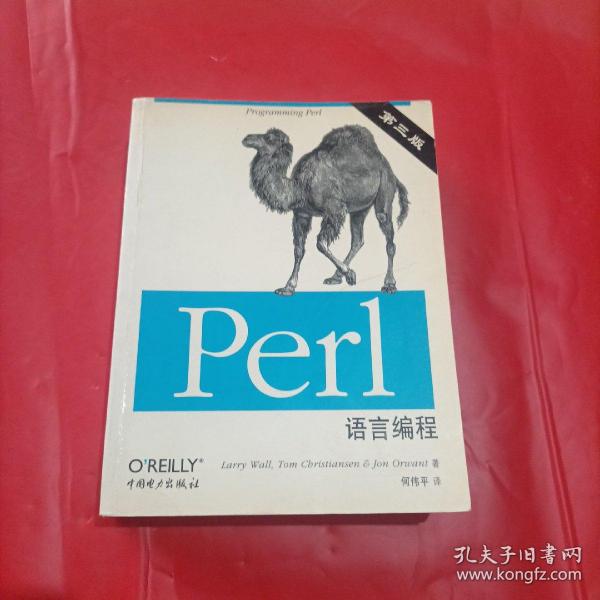 Programming Perl
第三版
Perl
语言编程
O'REILLY®
Larry Wall, Tom Christiansen & Jon Orwant 著
中国电力出版社
何伟平 译
孔夫子旧书网
www.kongfz.com